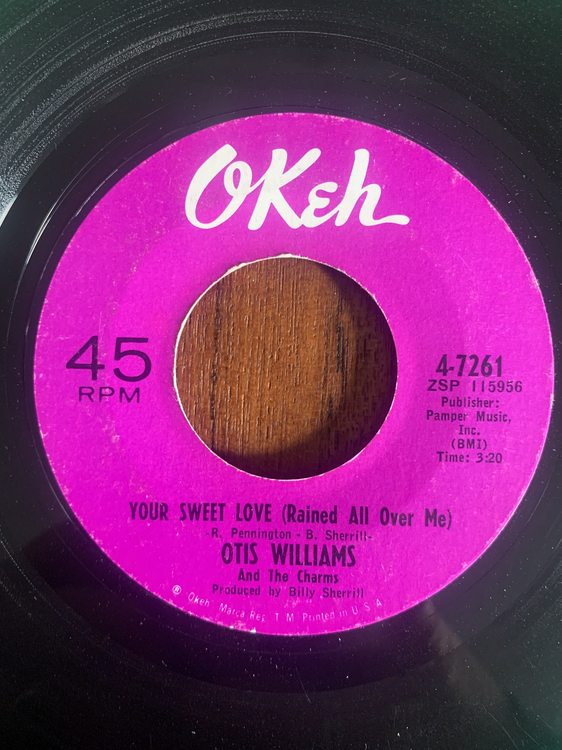 OKeh
45
RPM
4-7261
ZSP 115956
Publisher:
Pamper Music,
Inc.
(BMI)
Time: 3:20
YOUR SWEET LOVE (Rained All Over Me)
-R. Pennington - B. Sherrill-
OTIS WILLIAMS
And The Charms
Produced by Billy Sherrill
® Okeh, Marca Reg. T. M. Printed in U. S. A.